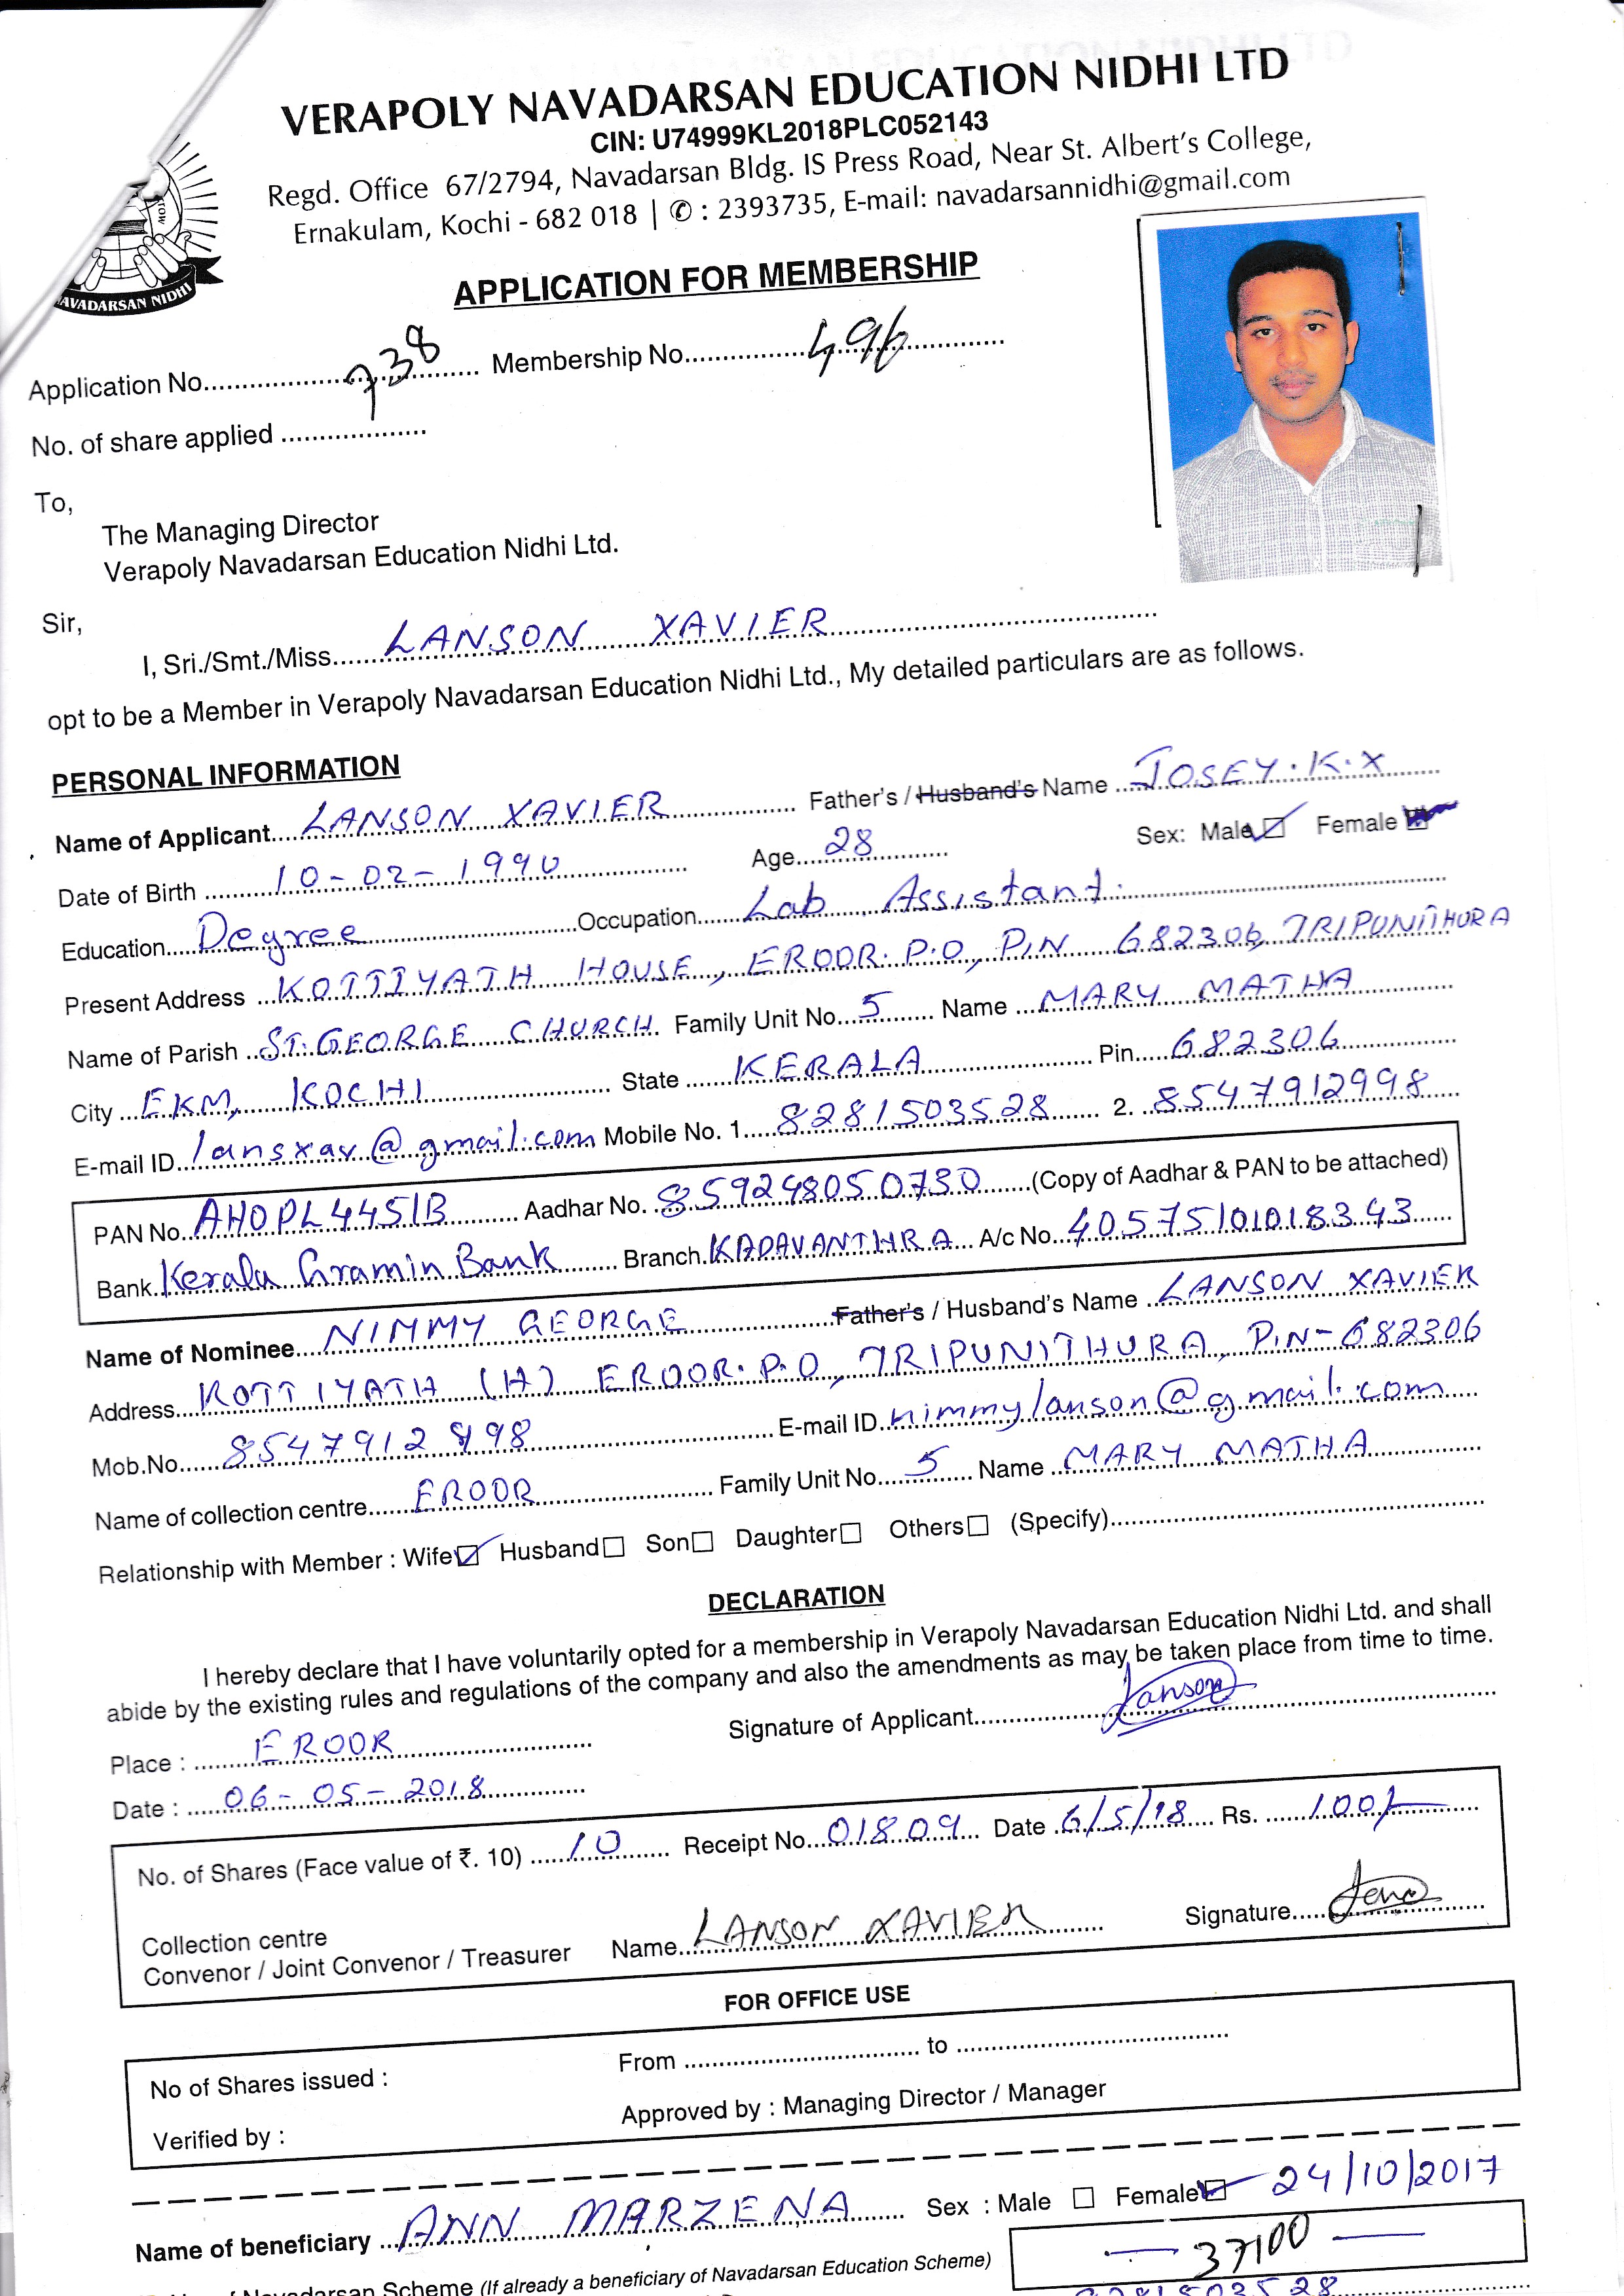 VERAPOLY NAVADARSAN EDUCATION NIDHI LTD
CIN: U74999KL2018PLC052143
Regd. Office 67/2794, Navadarsan Bldg. IS Press Road, Near St. Albert's College,
Ernakulam, Kochi - 682 018 | ✆ : 2393735, E-mail: navadarsannidhi@gmail.com
AVADARSAN NIDHI
APPLICATION FOR MEMBERSHIP
Application No. 738 Membership No. 496
No. of share applied
To,
The Managing Director
Verapoly Navadarsan Education Nidhi Ltd.
Sir,
I, Sri./Smt./Miss. LANSON XAVIER
opt to be a Member in Verapoly Navadarsan Education Nidhi Ltd., My detailed particulars are as follows.
PERSONAL INFORMATION
Name of Applicant LANSON XAVIER Father's / Husband's Name JOSEY.K.X
Date of Birth 10-02-1990 Age 28 Sex: Male ☑ Female
Education Degree Occupation Lab Assistant.
Present Address KOTTIYATH HOUSE, EROOR. P.O, PIN 682306, TRIPUNITHURA
Name of Parish ST.GEORGE CHURCH Family Unit No. 5 Name MARY MATHA
City EKM, KOCHI State KERALA Pin 682306
E-mail ID lansxav@gmail.com Mobile No. 1. 8281503528 2. 8547912998
PAN No. AHOPL4451B Aadhar No. 859248050730 (Copy of Aadhar & PAN to be attached)
Bank Kerala Gramin Bank Branch KADAVANTHRA A/c No. 40575101018343
Name of Nominee NIMMY GEORGE Father's / Husband's Name LANSON XAVIER
Address KOTTIYATH (H) EROOR. P.O, TRIPUNITHURA, PIN-682306
Mob.No. 8547912998 E-mail ID nimmylanson@gmail.com
Name of collection centre EROOR Family Unit No. 5 Name MARY MATHA
Relationship with Member : Wife ☑ Husband ☐ Son ☐ Daughter ☐ Others ☐ (Specify)
DECLARATION
I hereby declare that I have voluntarily opted for a membership in Verapoly Navadarsan Education Nidhi Ltd. and shall
abide by the existing rules and regulations of the company and also the amendments as may be taken place from time to time.
Place : EROOR Signature of Applicant Lanson
Date : 06-05-2018
No. of Shares (Face value of ₹. 10) 10 Receipt No. 01809 Date 6/5/18 Rs. 100/-
Collection centre
Convenor / Joint Convenor / Treasurer Name LANSON XAVIER Signature
FOR OFFICE USE
No of Shares issued : From to
Verified by : Approved by : Managing Director / Manager
Name of beneficiary ANN MARZENA Sex : Male ☐ Female ☑ 24/10/2017
Navadarsan Scheme (If already a beneficiary of Navadarsan Education Scheme) 37100